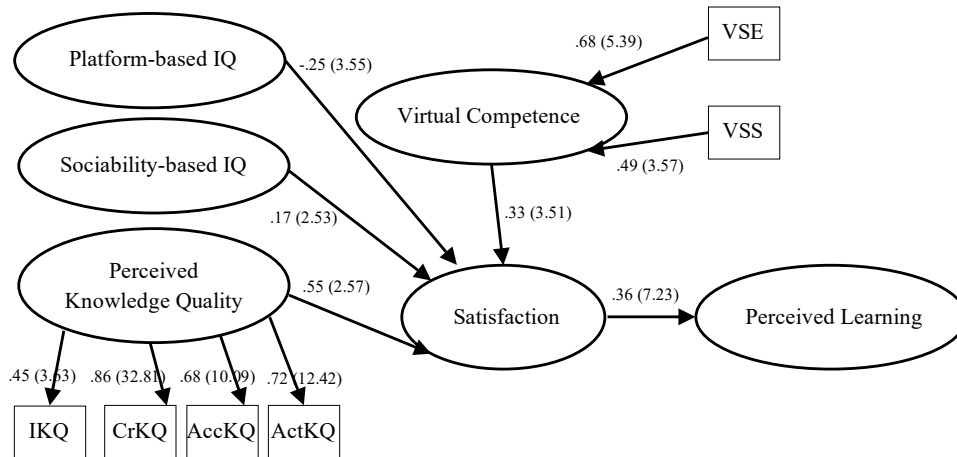 VSE
.68 (5.39)
Platform-based IQ
-.25 (3.55)
Virtual Competence
VSS
Sociability-based IQ
.49 (3.57)
.17 (2.53)
.33 (3.51)
Perceived
Knowledge Quality
.55 (2.57)
Satisfaction
.36 (7.23)
Perceived Learning
.45 (3.63)
.86 (32.81)
.68 (10.09)
.72 (12.42)
IKQ
CrKQ
AccKQ
ActKQ